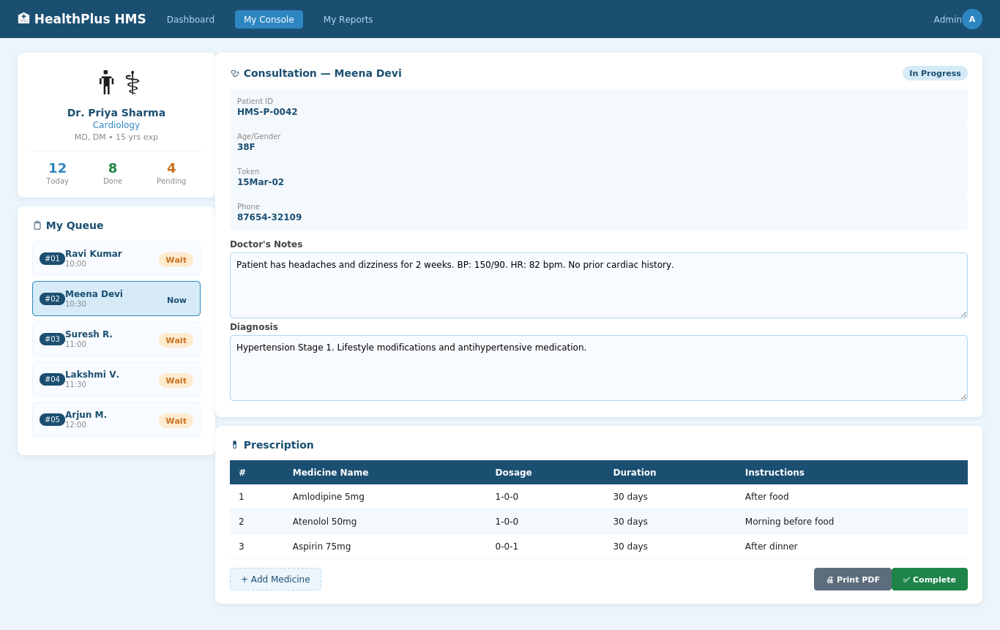 HealthPlus HMS Dashboard My Console My Reports Admin A
Dr. Priya Sharma
Cardiology
MD, DM • 15 yrs exp
12 8 4
Today Done Pending
My Queue
#01 Ravi Kumar 10:00 Wait
#02 Meena Devi 10:30 Now
#03 Suresh R. 11:00 Wait
#04 Lakshmi V. 11:30 Wait
#05 Arjun M. 12:00 Wait
Consultation — Meena Devi In Progress
Patient ID
HMS-P-0042
Age/Gender
38F
Token
15Mar-02
Phone
87654-32109
Doctor's Notes
Patient has headaches and dizziness for 2 weeks. BP: 150/90. HR: 82 bpm. No prior cardiac history.
Diagnosis
Hypertension Stage 1. Lifestyle modifications and antihypertensive medication.
Prescription
# Medicine Name Dosage Duration Instructions
1 Amlodipine 5mg 1-0-0 30 days After food
2 Atenolol 50mg 1-0-0 30 days Morning before food
3 Aspirin 75mg 0-0-1 30 days After dinner
+ Add Medicine Print PDF Complete